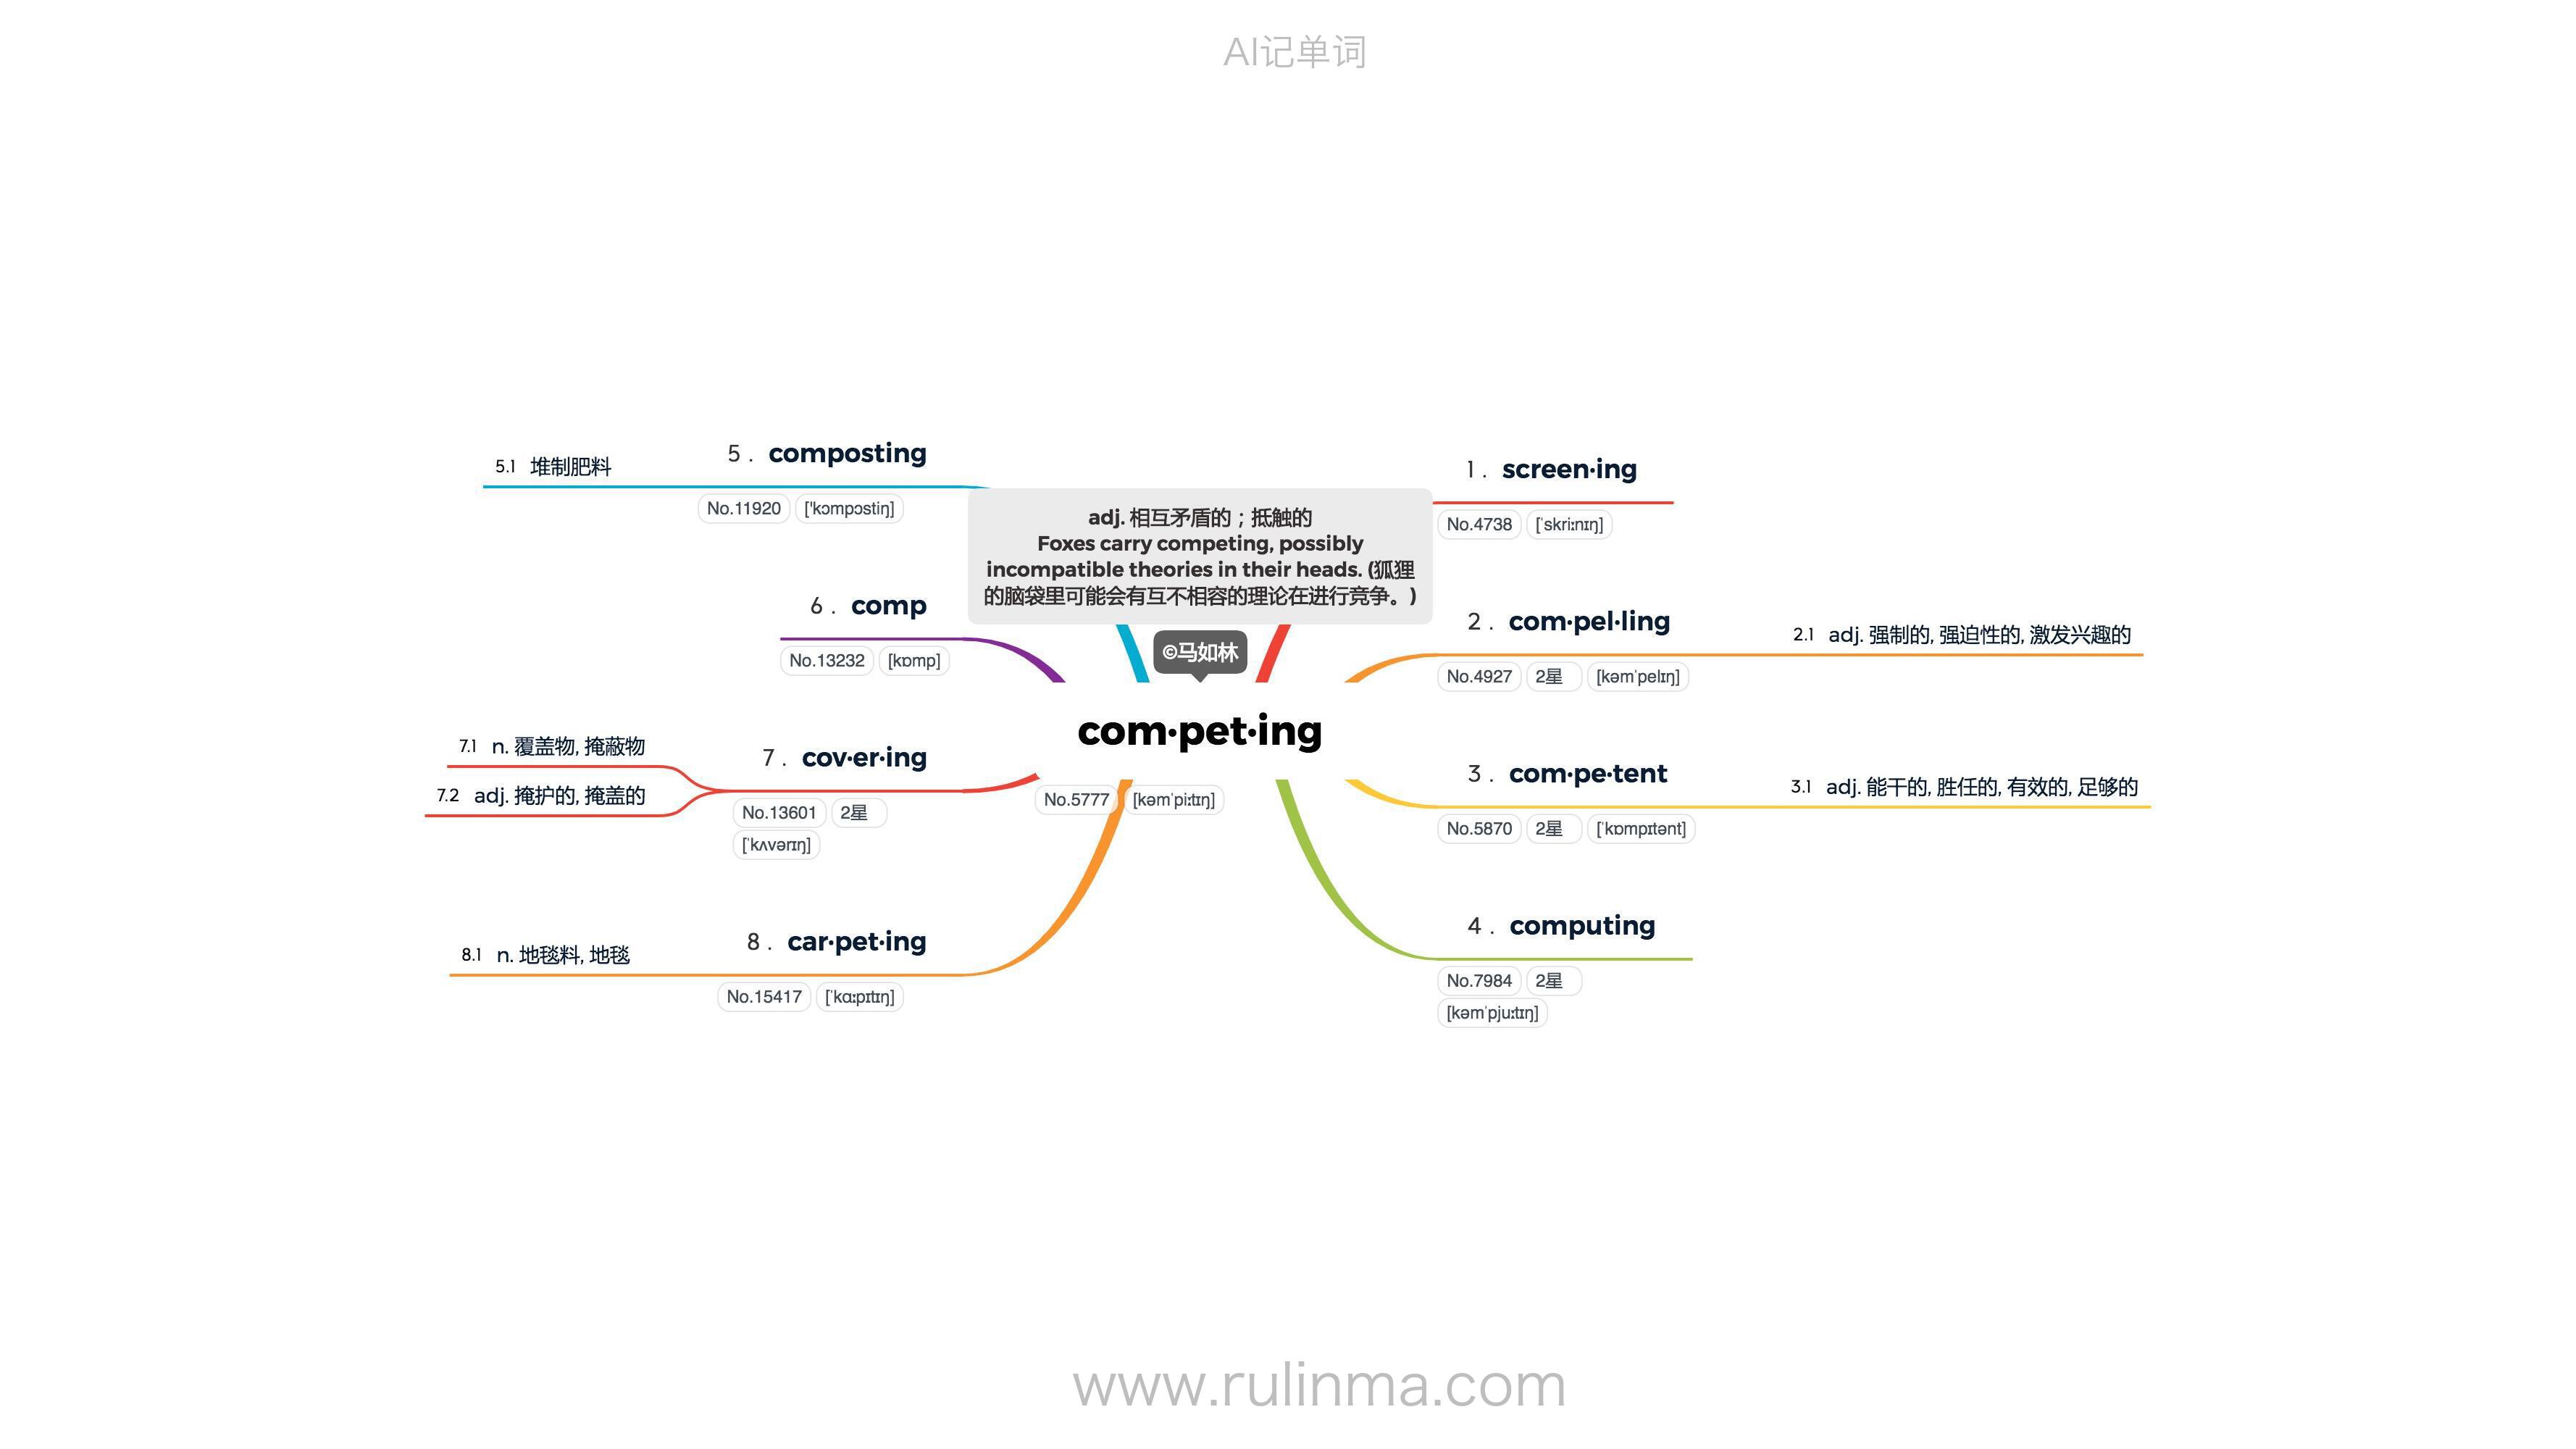 AI记单词
adj. 相互矛盾的；抵触的
Foxes carry competing, possibly
incompatible theories in their heads. (狐狸
的脑袋里可能会有互不相容的理论在进行竞争。)
©马如林
com·pet·ing
No.5777 [kəmˈpiːtɪŋ]
1 . screen·ing
No.4738 [ˈskriːnɪŋ]
2 . com·pel·ling
No.4927 2星 [kəmˈpelɪŋ]
2.1 adj. 强制的, 强迫性的, 激发兴趣的
3 . com·pe·tent
No.5870 2星 [ˈkɒmpɪtənt]
3.1 adj. 能干的, 胜任的, 有效的, 足够的
4 . computing
No.7984 2星
[kəmˈpjuːtɪŋ]
5 . composting
No.11920 ['kɔmpɔstiŋ]
5.1 堆制肥料
6 . comp
No.13232 [kɒmp]
7 . cov·er·ing
No.13601 2星
[ˈkʌvərɪŋ]
7.1 n. 覆盖物, 掩蔽物
7.2 adj. 掩护的, 掩盖的
8 . car·pet·ing
No.15417 [ˈkɑːpɪtɪŋ]
8.1 n. 地毯料, 地毯
www.rulinma.com